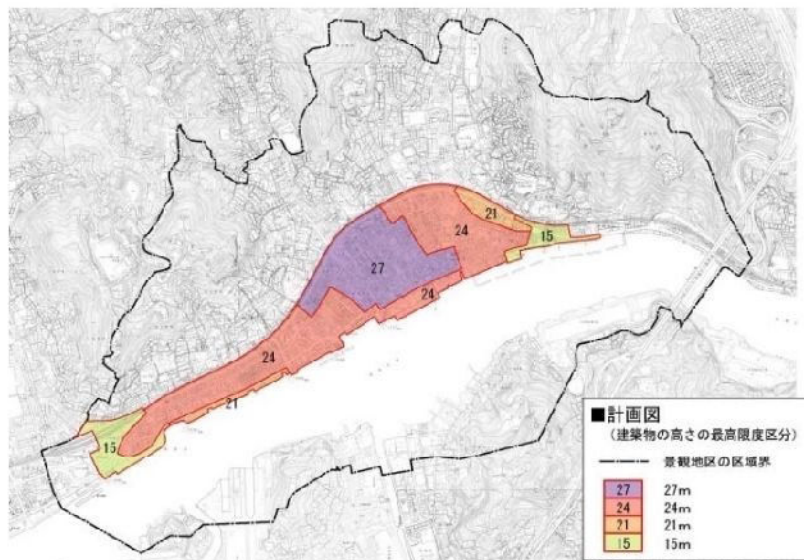 21
24
15
27
24
24
21
15
■計画図
（建築物の高さの最高限度区分）
景観地区の区域界
27 27m
24 24m
21 21m
15 15m